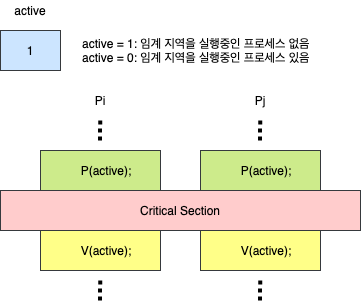 active
1
active = 1: 임계 지역을 실행중인 프로세스 없음
active = 0: 임계 지역을 실행중인 프로세스 있음
Pi
Pj
P(active);
P(active);
Critical Section
V(active);
V(active);